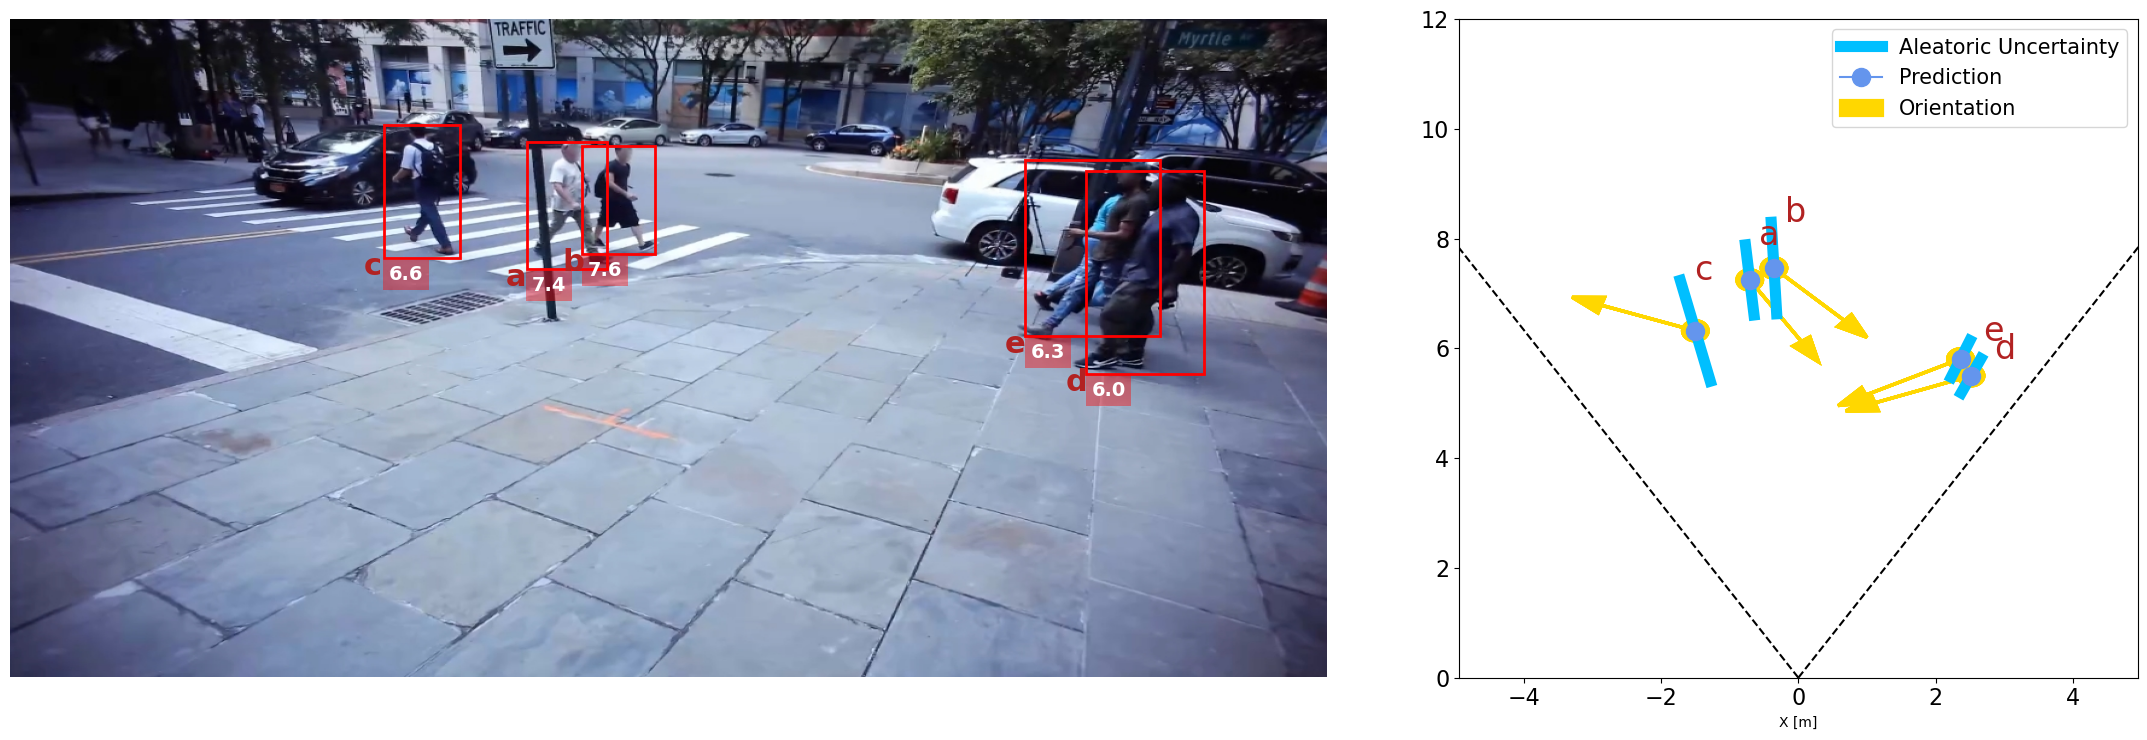 TRAFFIC
Myrtle Av
c
6.6
a
7.4
b
7.6
e
6.3
d
6.0
12
10
8
6
4
2
0
−4
−2
0
2
4
X [m]
Aleatoric Uncertainty
Prediction
Orientation
b
a
c
e
d